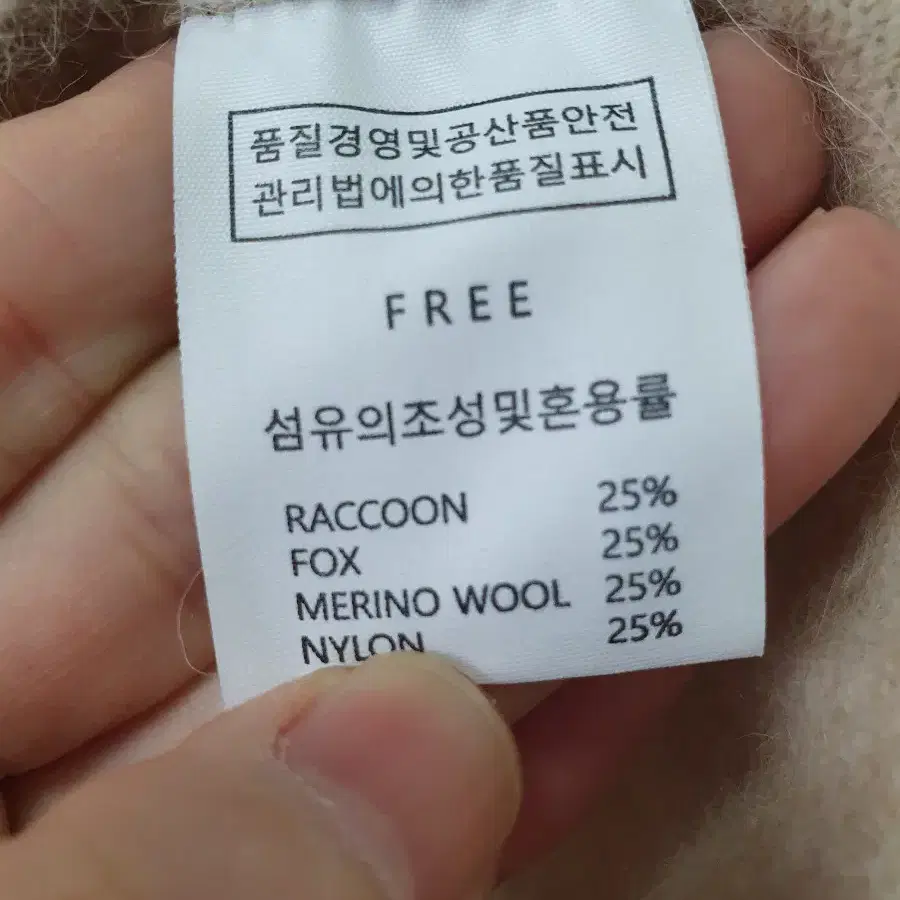 품질경영및공산품안전
관리법에의한품질표시
FREE
섬유의조성및혼용률
RACCOON 25%
FOX 25%
MERINO WOOL 25%
NYLON 25%